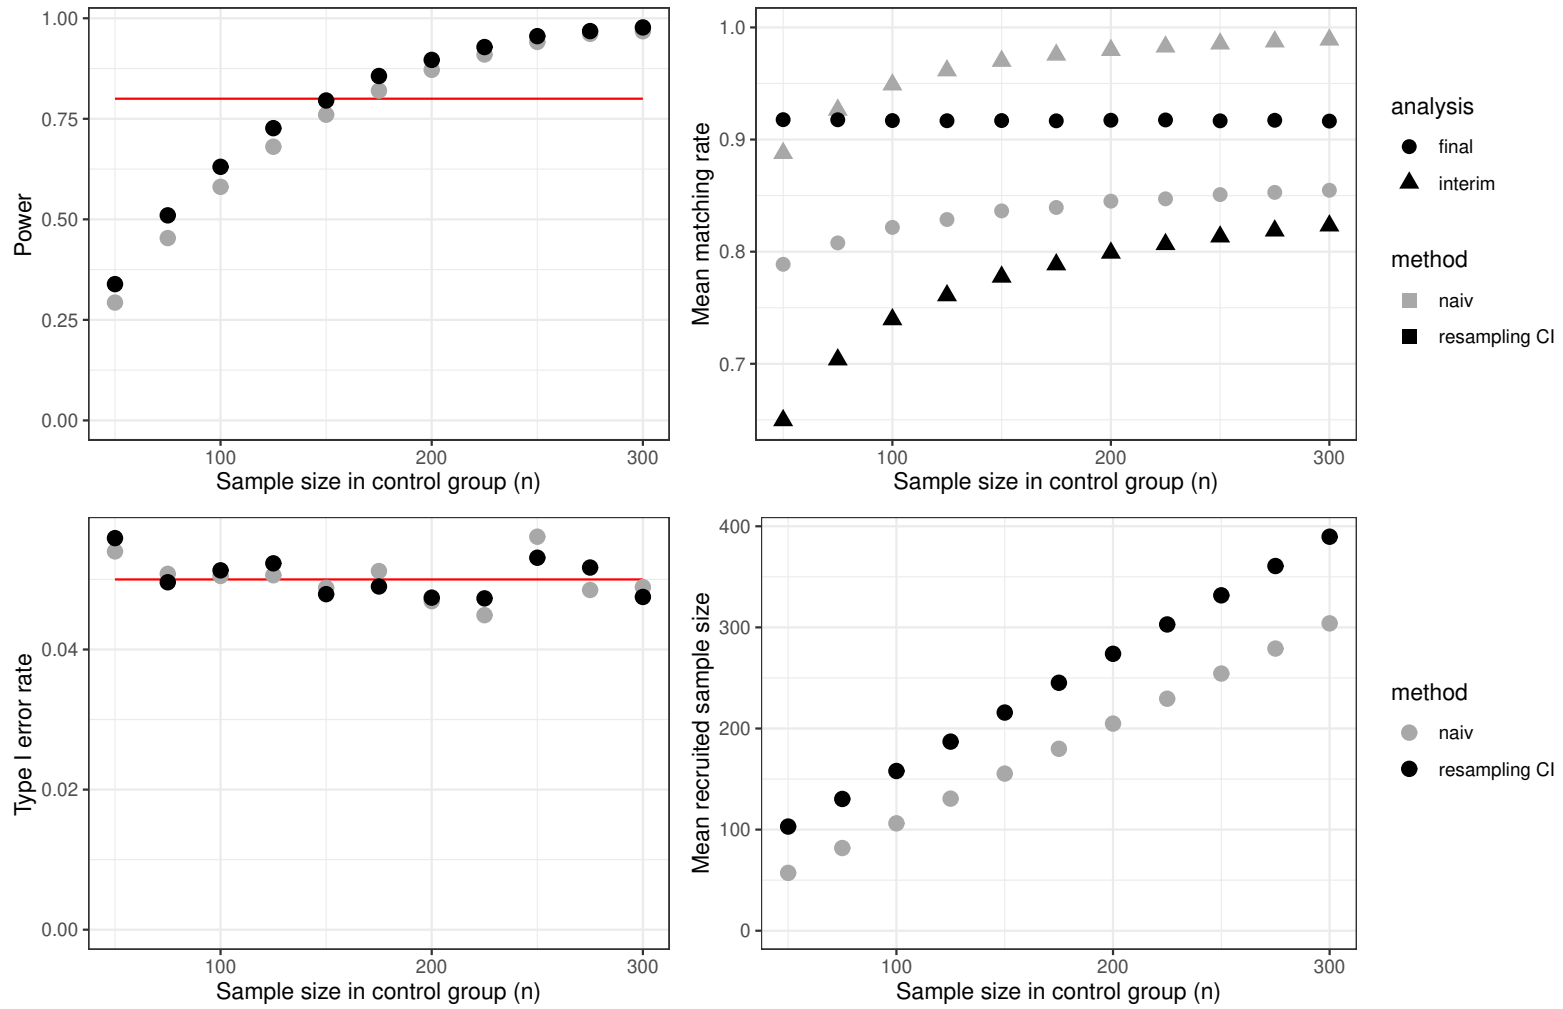 Power
1.00
0.75
0.50
0.25
0.00
100 200 300
Sample size in control group (n)
Mean matching rate
1.0
0.9
0.8
0.7
100 200 300
Sample size in control group (n)
analysis
final
interim
method
naiv
resampling CI
Type I error rate
0.04
0.02
0.00
100 200 300
Sample size in control group (n)
Mean recruited sample size
400
300
200
100
0
100 200 300
Sample size in control group (n)
method
naiv
resampling CI